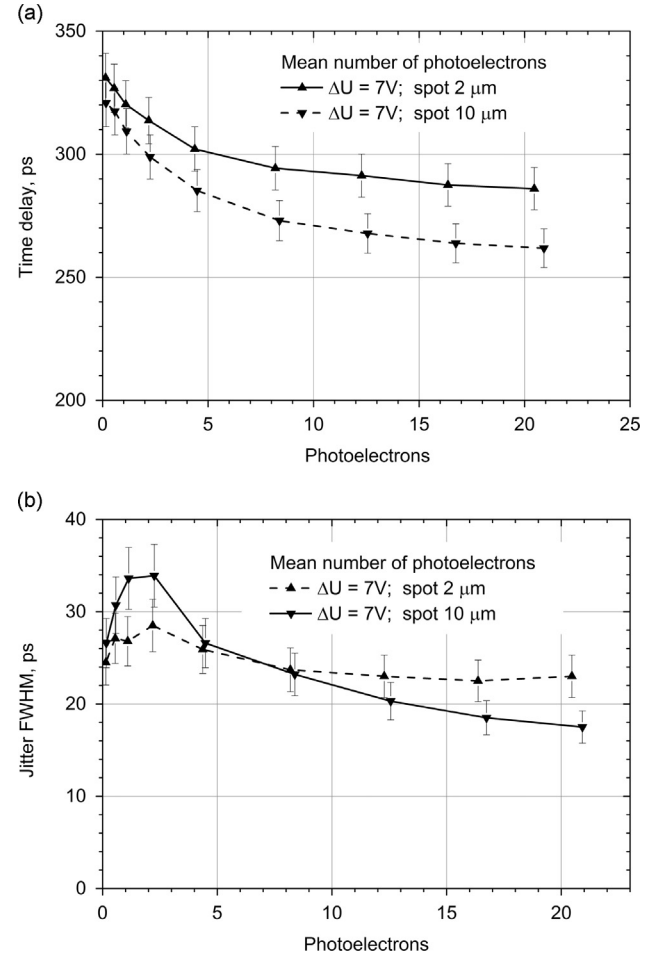 (a)
350
300
250
200
Time delay, ps
Mean number of photoelectrons
ΔU = 7V; spot 2 μm
ΔU = 7V; spot 10 μm
0 5 10 15 20 25
Photoelectrons
(b)
40
30
20
10
0
Jitter FWHM, ps
Mean number of photoelectrons
ΔU = 7V; spot 2 μm
ΔU = 7V; spot 10 μm
0 5 10 15 20
Photoelectrons